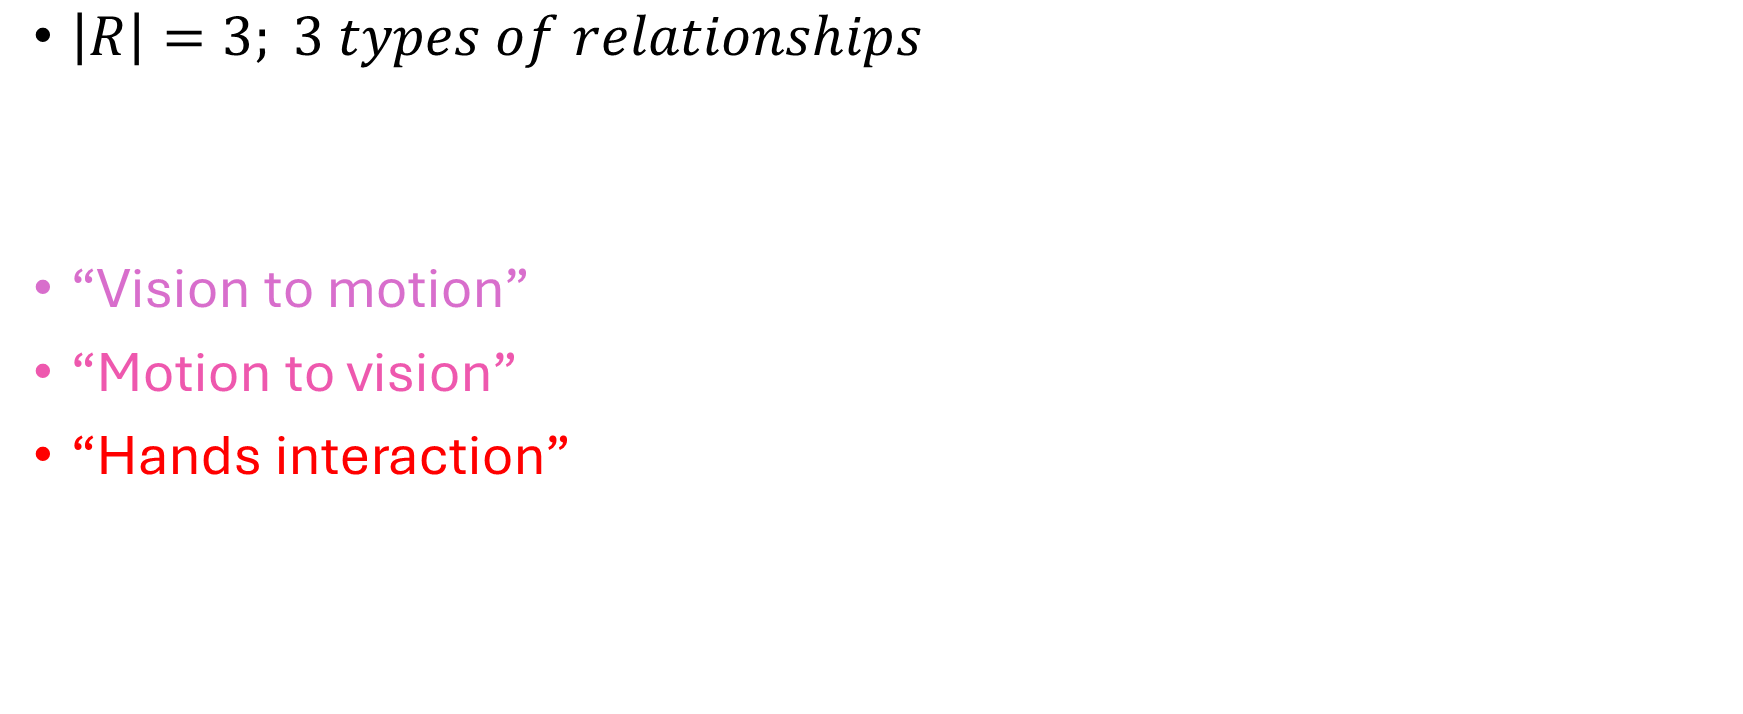 • |R| = 3; 3 types of relationships
• “Vision to motion”
• “Motion to vision”
• “Hands interaction”